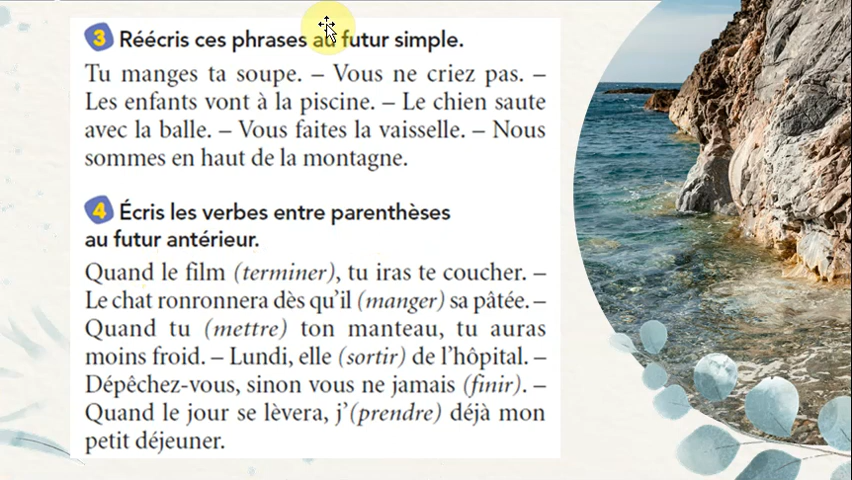 3 Réécris ces phrases au futur simple.
Tu manges ta soupe. – Vous ne criez pas. –
Les enfants vont à la piscine. – Le chien saute
avec la balle. – Vous faites la vaisselle. – Nous
sommes en haut de la montagne.
4 Écris les verbes entre parenthèses
au futur antérieur.
Quand le film (terminer), tu iras te coucher. –
Le chat ronronnera dès qu’il (manger) sa pâtée. –
Quand tu (mettre) ton manteau, tu auras
moins froid. – Lundi, elle (sortir) de l’hôpital. –
Dépêchez-vous, sinon vous ne jamais (finir). –
Quand le jour se lèvera, j’(prendre) déjà mon
petit déjeuner.